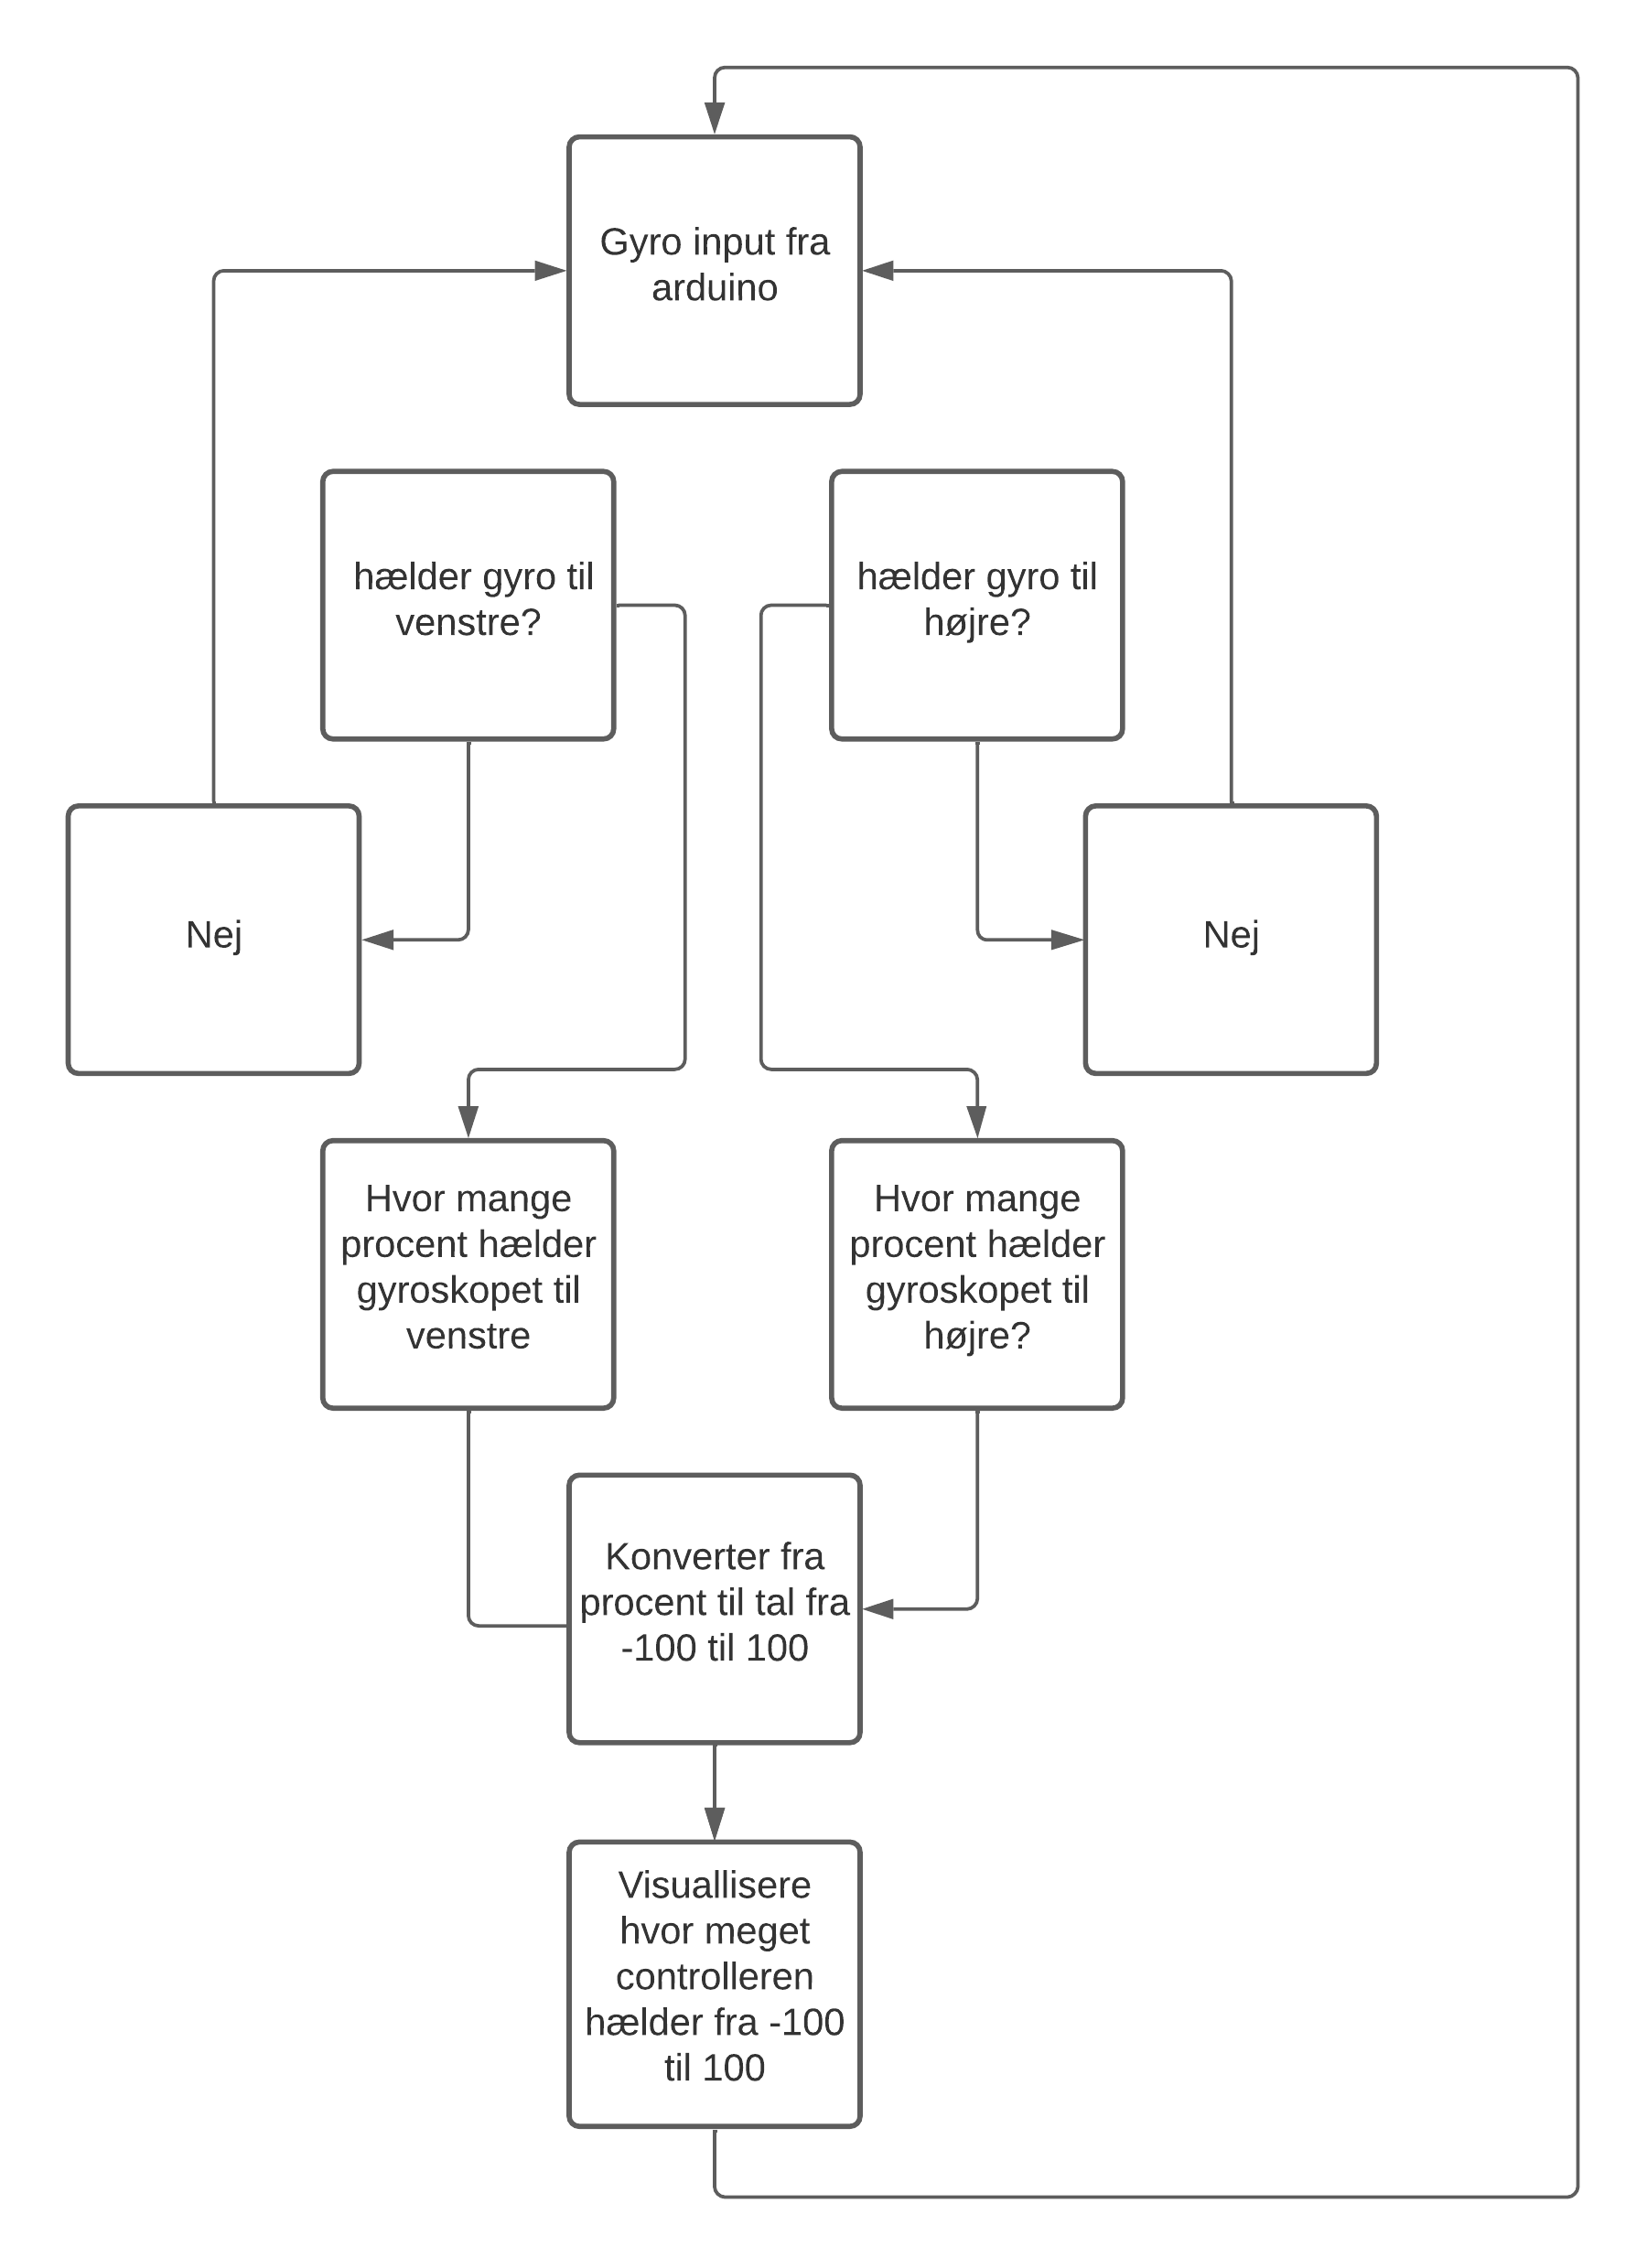 Gyro input fra
arduino
hælder gyro til
venstre?
hælder gyro til
højre?
Nej
Nej
Hvor mange
procent hælder
gyroskopet til
venstre
Hvor mange
procent hælder
gyroskopet til
højre?
Konverter fra
procent til tal fra
-100 til 100
Visuallisere
hvor meget
controlleren
hælder fra -100
til 100